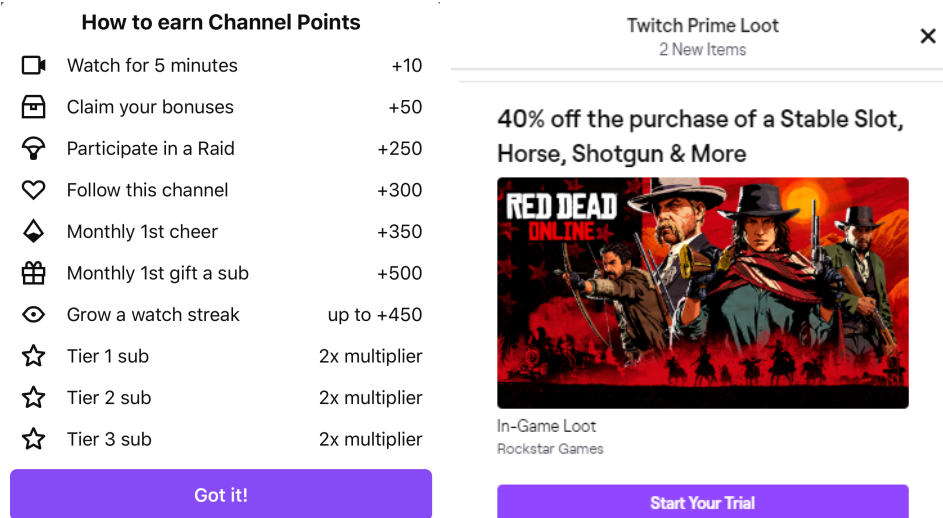 How to earn Channel Points
Watch for 5 minutes +10
Claim your bonuses +50
Participate in a Raid +250
Follow this channel +300
Monthly 1st cheer +350
Monthly 1st gift a sub +500
Grow a watch streak up to +450
Tier 1 sub 2x multiplier
Tier 2 sub 2x multiplier
Tier 3 sub 2x multiplier
Got it!
Twitch Prime Loot
2 New Items
40% off the purchase of a Stable Slot,
Horse, Shotgun & More
RED DEAD
ONLINE
In-Game Loot
Rockstar Games
Start Your Trial